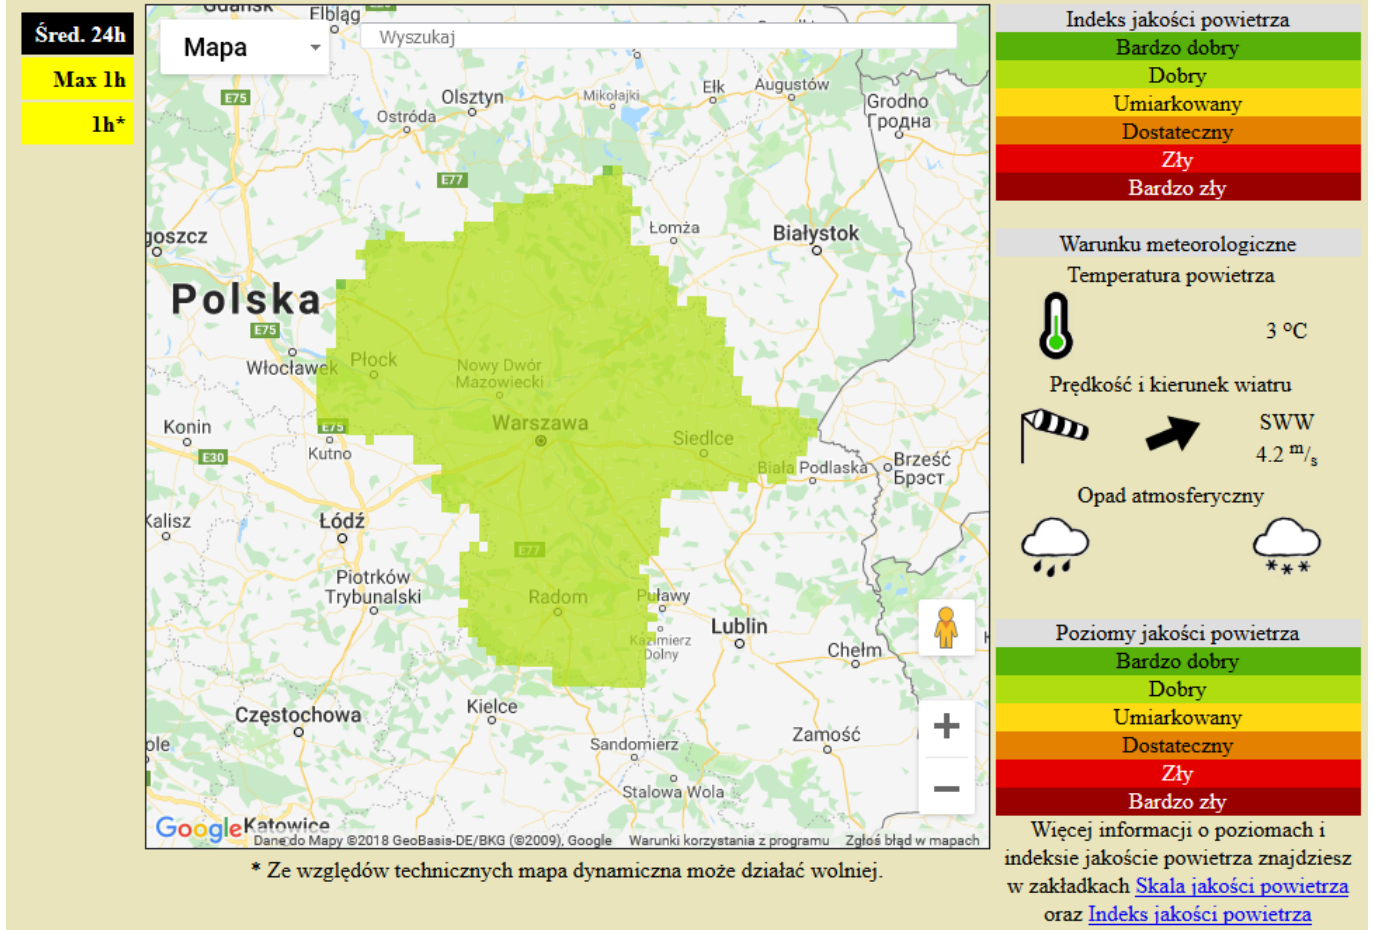 Śred. 24h
Max 1h
1h*
Mapa
Wyszukaj
Gdańsk
Elbląg
E75
Olsztyn
Ostróda
Mikołajki
Ełk
Augustów
Grodno
Гродна
E77
Łomża
Białystok
goszcz
Polska
E75
Włocławek
Płock
Nowy Dwór
Mazowiecki
Konin
E75
Warszawa
Siedlce
Kutno
E30
Biała Podlaska
Brześć
Брэст
Kalisz
Łódź
E77
Piotrków
Trybunalski
Radom
Puławy
Kazimierz
Dolny
Lublin
Chełm
Częstochowa
Kielce
Sandomierz
Zamość
ole
Stalowa Wola
Google
Katowice
Dane do Mapy ©2018 GeoBasis-DE/BKG (©2009), Google
Warunki korzystania z programu
Zgłoś błąd w mapach
* Ze względów technicznych mapa dynamiczna może działać wolniej.
Indeks jakości powietrza
Bardzo dobry
Dobry
Umiarkowany
Dostateczny
Zły
Bardzo zły
Warunku meteorologiczne
Temperatura powietrza
3 °C
Prędkość i kierunek wiatru
SWW
4.2 m/s
Opad atmosferyczny
Poziomy jakości powietrza
Bardzo dobry
Dobry
Umiarkowany
Dostateczny
Zły
Bardzo zły
Więcej informacji o poziomach i
indeksie jakoście powietrza znajdziesz
w zakładkach Skala jakości powietrza
oraz Indeks jakości powietrza